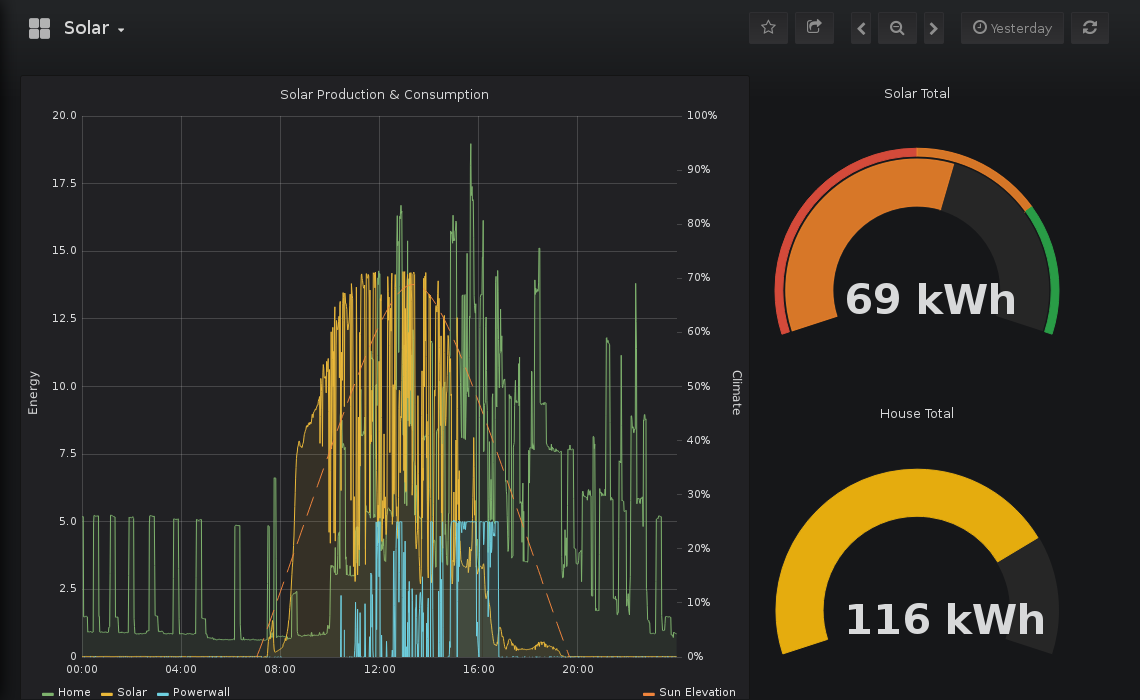 Solar
Yesterday
Solar Production & Consumption
20.0
17.5
15.0
12.5
10.0
7.5
5.0
2.5
0
Energy
100%
90%
80%
70%
60%
50%
40%
30%
20%
10%
0%
Climate
00:00 04:00 08:00 12:00 16:00 20:00
Home Solar Powerwall Sun Elevation
Solar Total
69 kWh
House Total
116 kWh